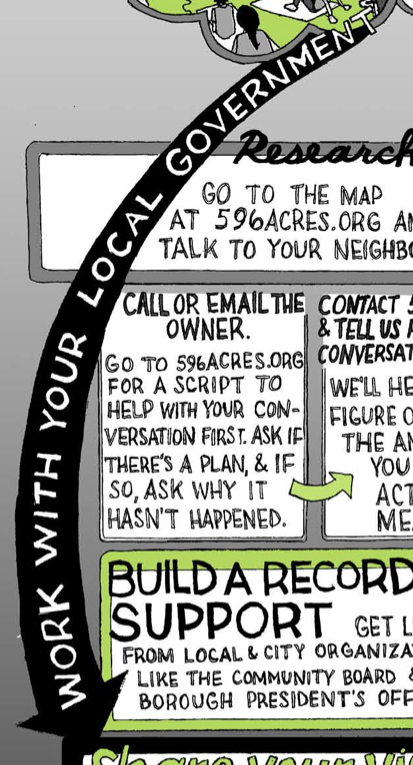 WORK WITH YOUR LOCAL GOVERNMENT
Research
GO TO THE MAP
AT 596ACRES.ORG
TALK TO YOUR
CALL OR EMAIL THE
OWNER.
GO TO 596ACRES.ORG
FOR A SCRIPT TO
HELP WITH YOUR CON-
VERSATION FIRST. ASK IF
THERE'S A PLAN, & IF
SO, ASK WHY IT
HASN'T HAPPENED.
CONTACT
& TELL US
WE'LL
FIGURE
THE
YOU
BUILD A RECORD
SUPPORT
GET
FROM LOCAL & CITY
LIKE THE COMMUNITY BOARD &
BOROUGH PRESIDENT'S
Share your